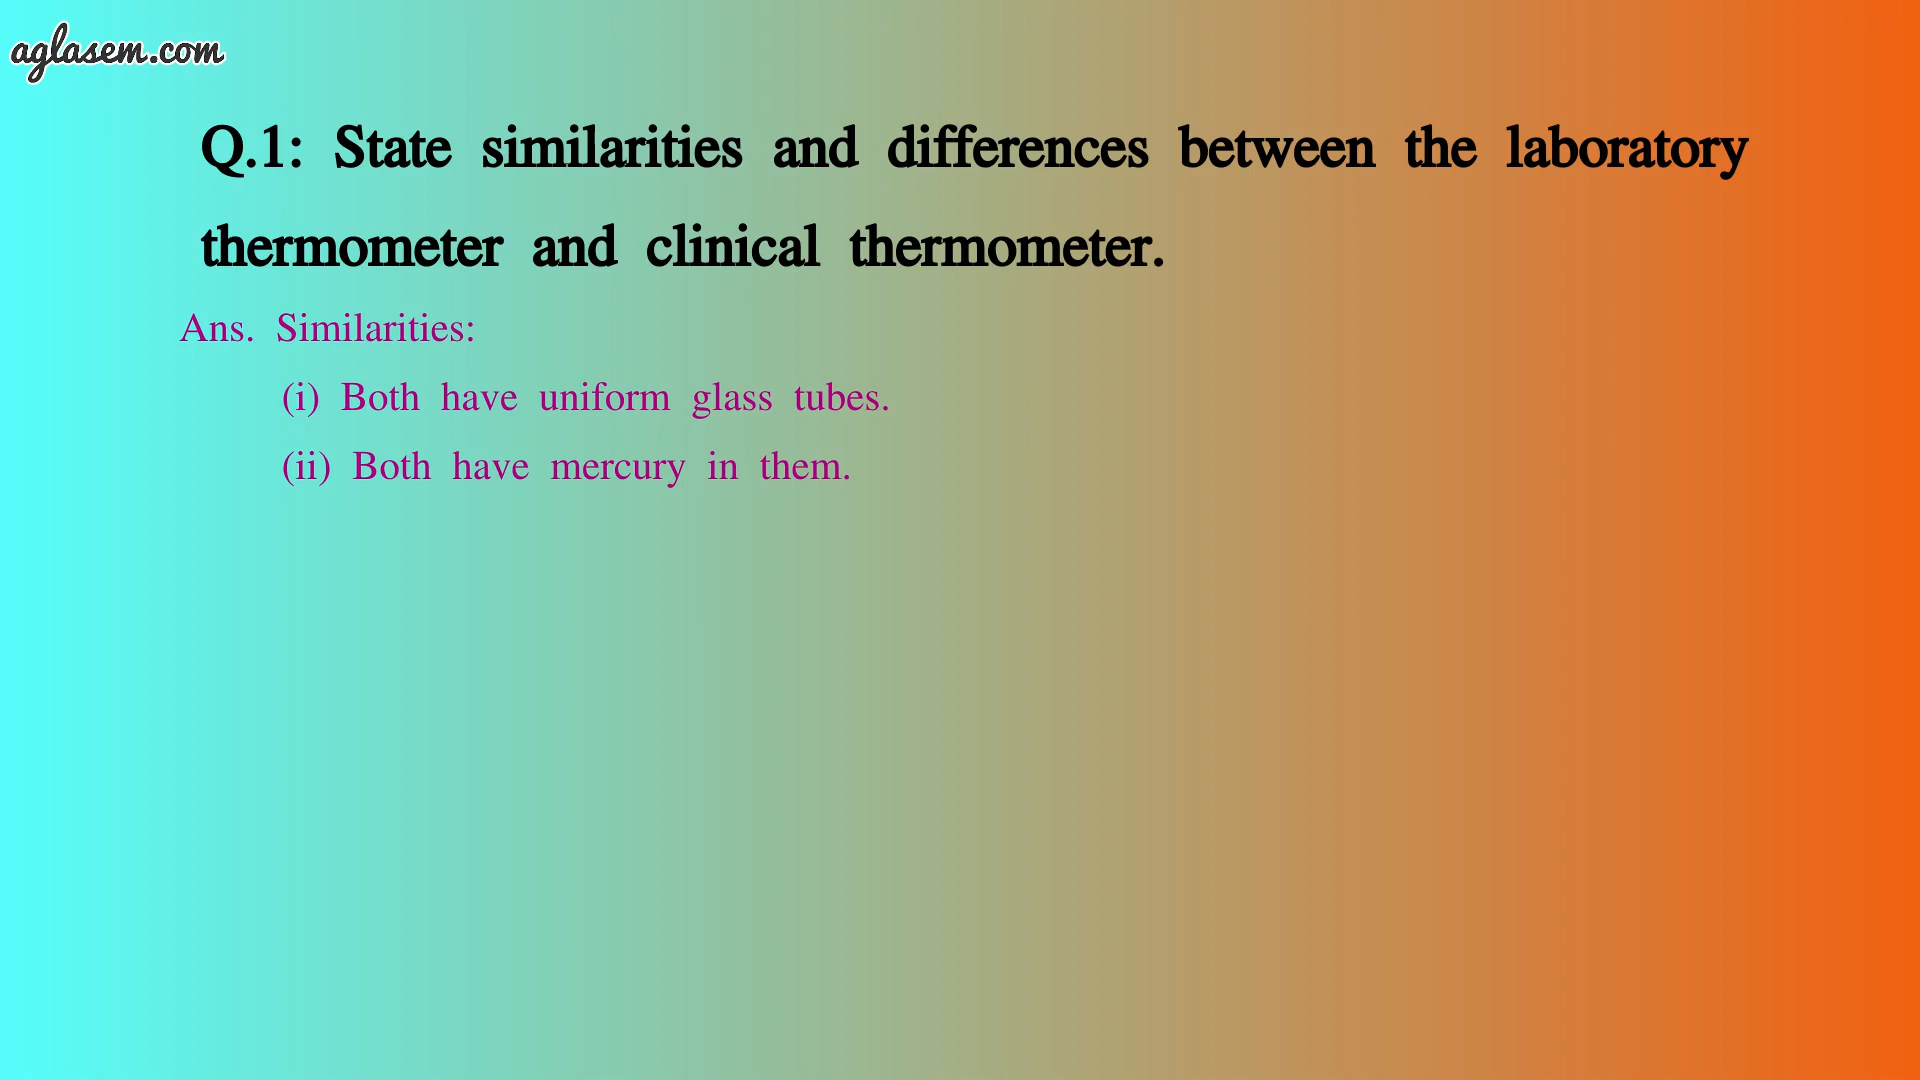 aglasem.com
Q.1: State similarities and differences between the laboratory
thermometer and clinical thermometer.
Ans. Similarities:
(i) Both have uniform glass tubes.
(ii) Both have mercury in them.